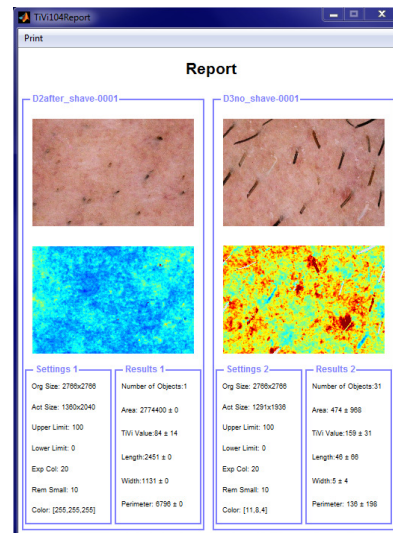 TiVi104Report
Print
Report
D2after_shave-0001
D3no_shave-0001
Settings 1
Org Size: 2766x2766
Act Size: 1360x2040
Upper Limit: 100
Lower Limit: 0
Exp Col: 20
Rem Small: 10
Color: [255,255,255]
Results 1
Number of Objects:1
Area: 2774400 ± 0
TiVi Value:84 ± 14
Length:2451 ± 0
Width:1131 ± 0
Perimeter: 6796 ± 0
Settings 2
Org Size: 2766x2766
Act Size: 1291x1936
Upper Limit: 100
Lower Limit: 0
Exp Col: 20
Rem Small: 10
Color: [11,8,4]
Results 2
Number of Objects:31
Area: 474 ± 968
TiVi Value:159 ± 31
Length:46 ± 66
Width:5 ± 4
Perimeter: 136 ± 198